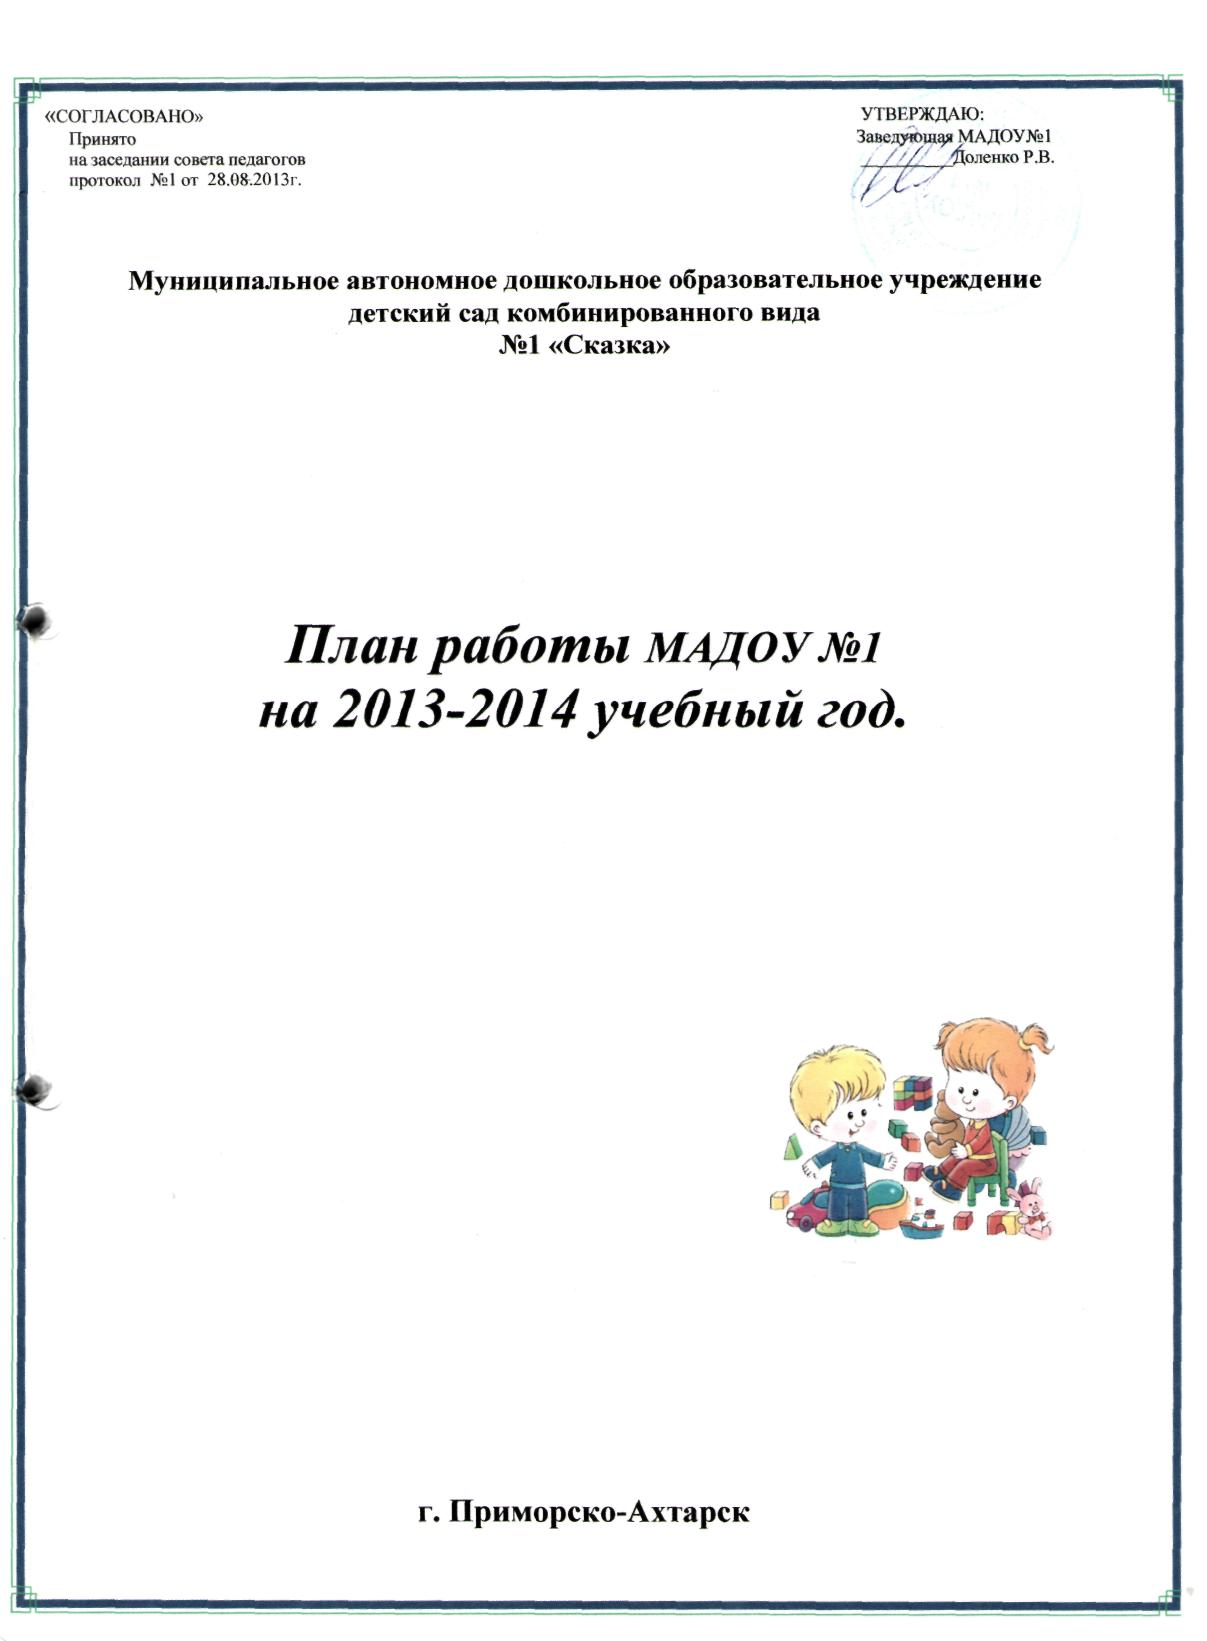 «СОГЛАСОВАНО»
Принято
на заседании совета педагогов
протокол №1 от 28.08.2013г.
УТВЕРЖДАЮ:
Заведующая МАДОУ№1
__________Доленко Р.В.
Муниципальное автономное дошкольное образовательное учреждение
детский сад комбинированного вида
№1 «Сказка»
План работы МАДОУ №1
на 2013-2014 учебный год.
г. Приморско-Ахтарск